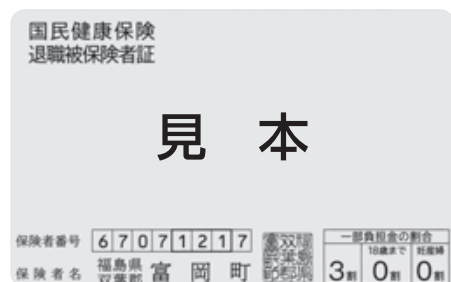 国民健康保険
退職被保険者証
見 本
保険者番号 67071217
保険者名 福島県双葉郡 富岡町
一部負担金の割合
18歳まで 妊産婦
3割 0割 0割